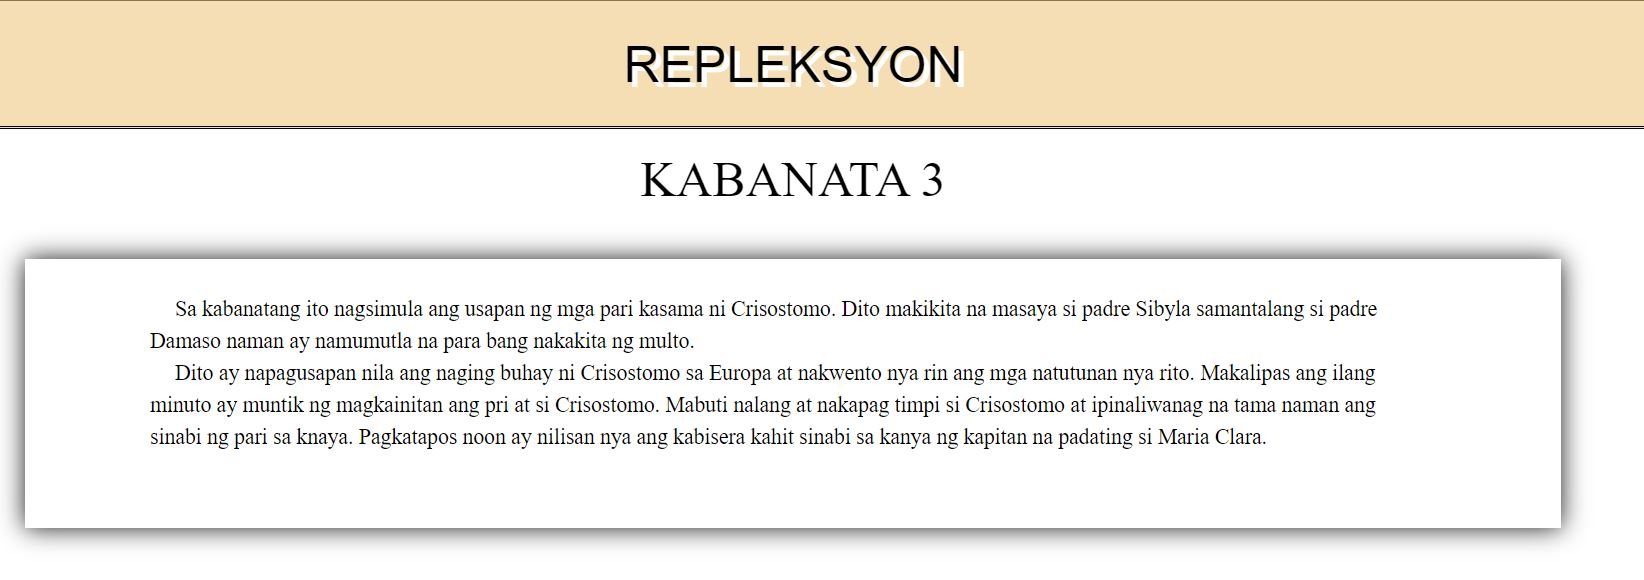 REPLEKSYON
KABANATA 3
Sa kabanatang ito nagsimula ang usapan ng mga pari kasama ni Crisostomo. Dito makikita na masaya si padre Sibyla samantalang si padre
Damaso naman ay namumutla na para bang nakakita ng multo.
Dito ay napagusapan nila ang naging buhay ni Crisostomo sa Europa at nakwento nya rin ang mga natutunan nya rito. Makalipas ang ilang
minuto ay muntik ng magkainitan ang pri at si Crisostomo. Mabuti nalang at nakapag timpi si Crisostomo at ipinaliwanag na tama naman ang
sinabi ng pari sa knaya. Pagkatapos noon ay nilisan nya ang kabisera kahit sinabi sa kanya ng kapitan na padating si Maria Clara.